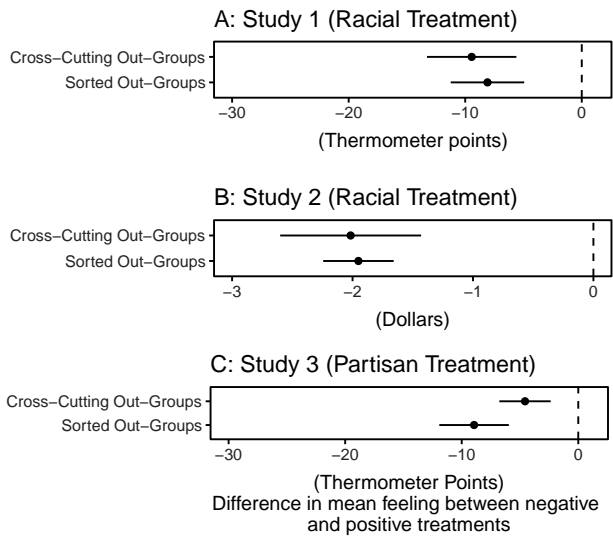 A: Study 1 (Racial Treatment)
Cross−Cutting Out−Groups
Sorted Out−Groups
−30 −20 −10 0
(Thermometer points)
B: Study 2 (Racial Treatment)
Cross−Cutting Out−Groups
Sorted Out−Groups
−3 −2 −1 0
(Dollars)
C: Study 3 (Partisan Treatment)
Cross−Cutting Out−Groups
Sorted Out−Groups
−30 −20 −10 0
(Thermometer Points)
Difference in mean feeling between negative
and positive treatments